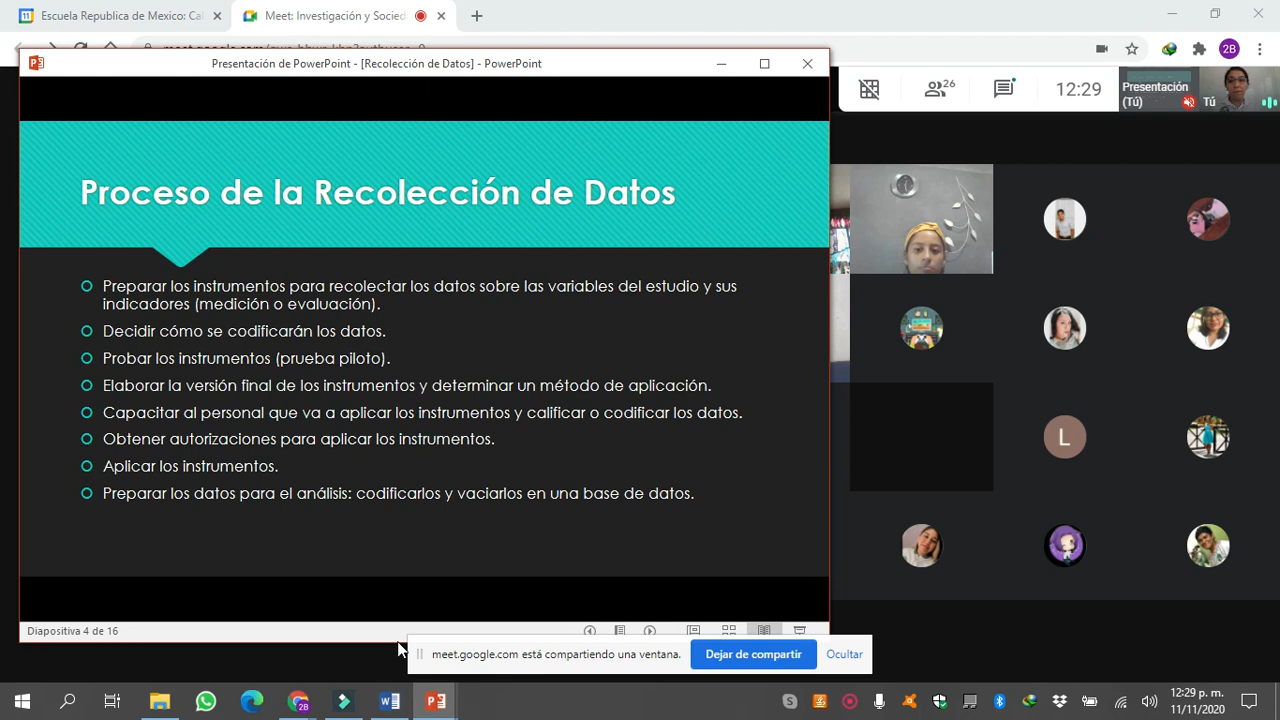 Escuela Republica de Mexico: Cal
Meet: Investigación y Socied
Presentación de PowerPoint - [Recolección de Datos] - PowerPoint
2B
26
12:29
Presentación
(Tú)
Tú
Proceso de la Recolección de Datos
Preparar los instrumentos para recolectar los datos sobre las variables del estudio y sus
indicadores (medición o evaluación).
Decidir cómo se codificarán los datos.
Probar los instrumentos (prueba piloto).
Elaborar la versión final de los instrumentos y determinar un método de aplicación.
Capacitar al personal que va a aplicar los instrumentos y calificar o codificar los datos.
Obtener autorizaciones para aplicar los instrumentos.
Aplicar los instrumentos.
Preparar los datos para el análisis: codificarlos y vaciarlos en una base de datos.
L
Diapositiva 4 de 16
meet.google.com está compartiendo una ventana.
Dejar de compartir
Ocultar
12:29 p. m.
11/11/2020